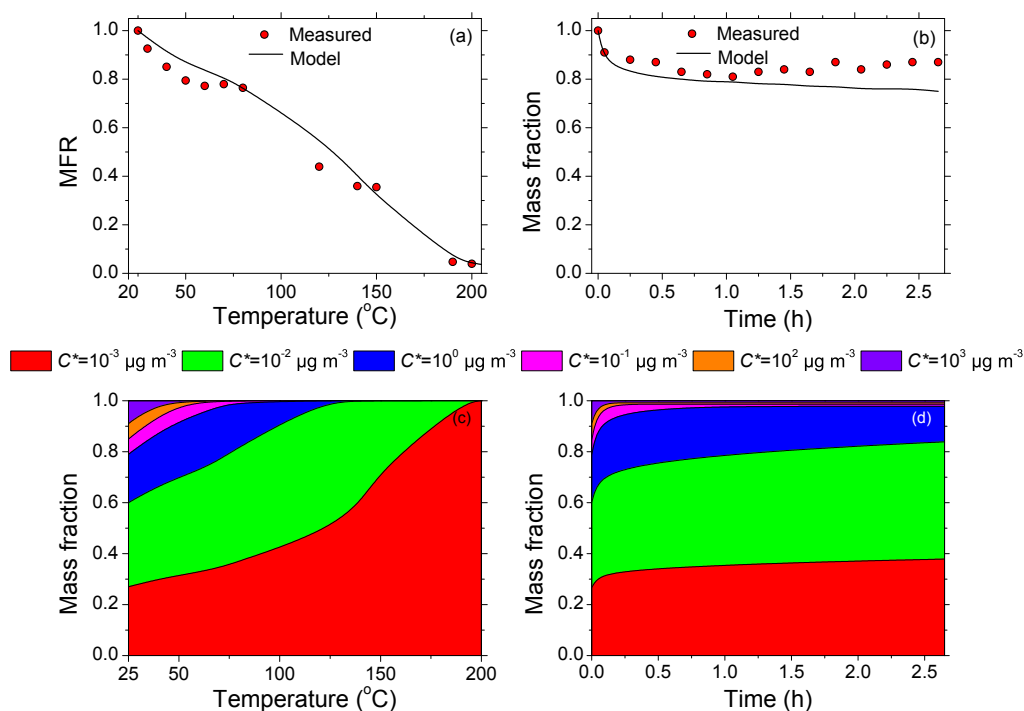 1.0
0.8
0.6
0.4
0.2
0.0
MFR
20
50
100
150
200
Temperature (°C)
Measured
Model
(a)
1.0
0.8
0.6
0.4
0.2
0.0
Mass fraction
0.0
0.5
1.0
1.5
2.0
2.5
Time (h)
Measured
Model
(b)
C*=10⁻³ µg m⁻³
C*=10⁻² µg m⁻³
C*=10⁰ µg m⁻³
C*=10⁻¹ µg m⁻³
C*=10² µg m⁻³
C*=10³ µg m⁻³
1.0
0.8
0.6
0.4
0.2
0.0
Mass fraction
25
50
100
150
200
Temperature (°C)
(c)
1.0
0.8
0.6
0.4
0.2
0.0
Mass fraction
0.0
0.5
1.0
1.5
2.0
2.5
Time (h)
(d)